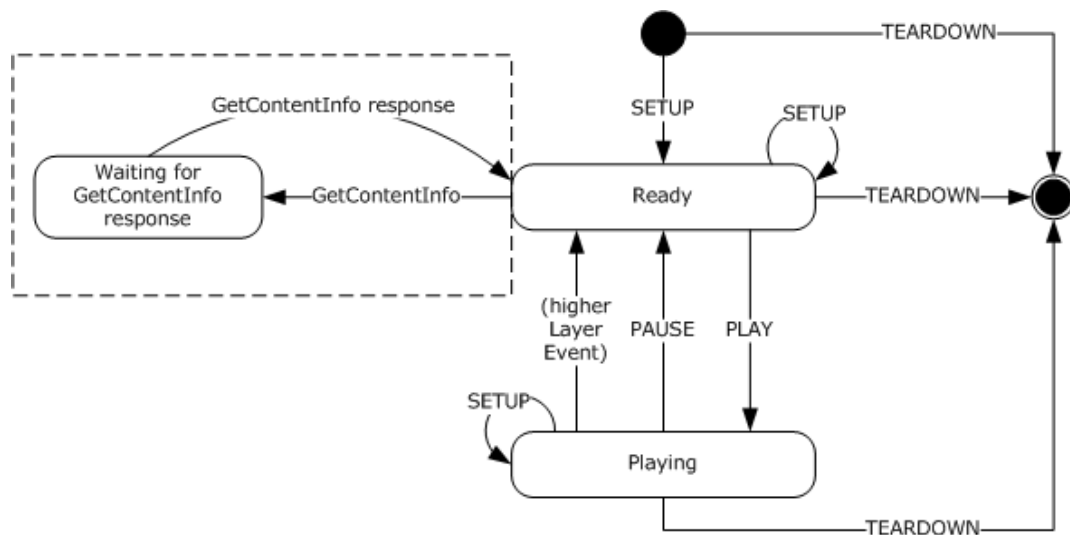 TEARDOWN
GetContentInfo response
SETUP
SETUP
Waiting for
GetContentInfo
response
GetContentInfo
Ready
TEARDOWN
(higher
Layer
Event)
PAUSE
PLAY
SETUP
Playing
TEARDOWN